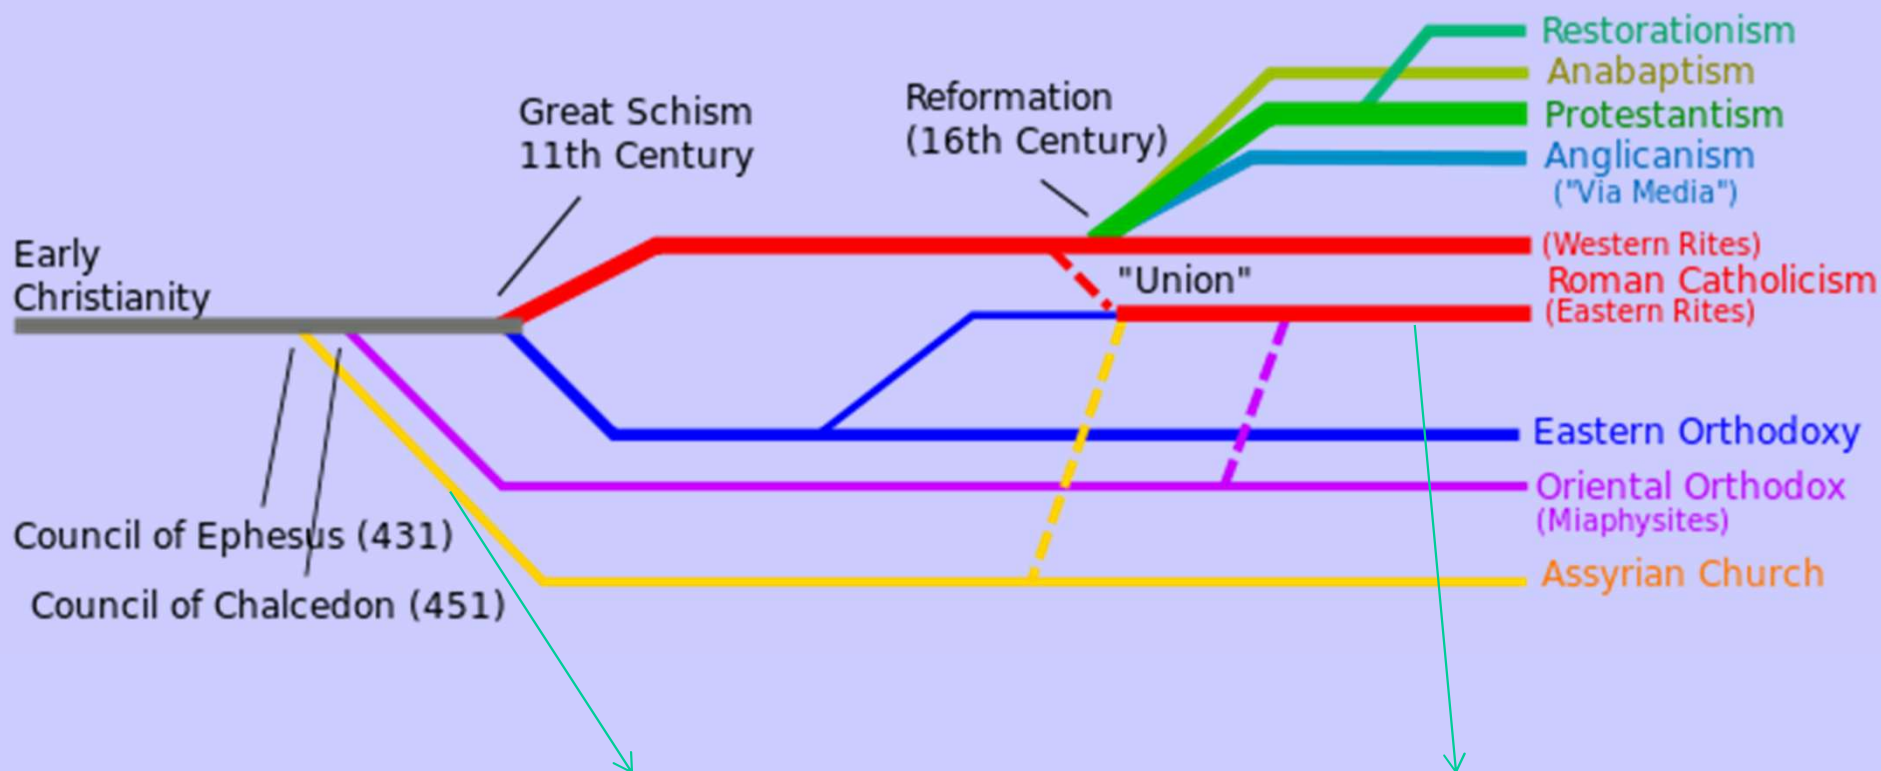 Restorationism
Anabaptism
Protestantism
Anglicanism
("Via Media")
Great Schism
11th Century
Reformation
(16th Century)
Early
Christianity
(Western Rites)
"Union"
Roman Catholicism
(Eastern Rites)
Eastern Orthodoxy
Oriental Orthodox
(Miaphysites)
Council of Ephesus (431)
Assyrian Church
Council of Chalcedon (451)